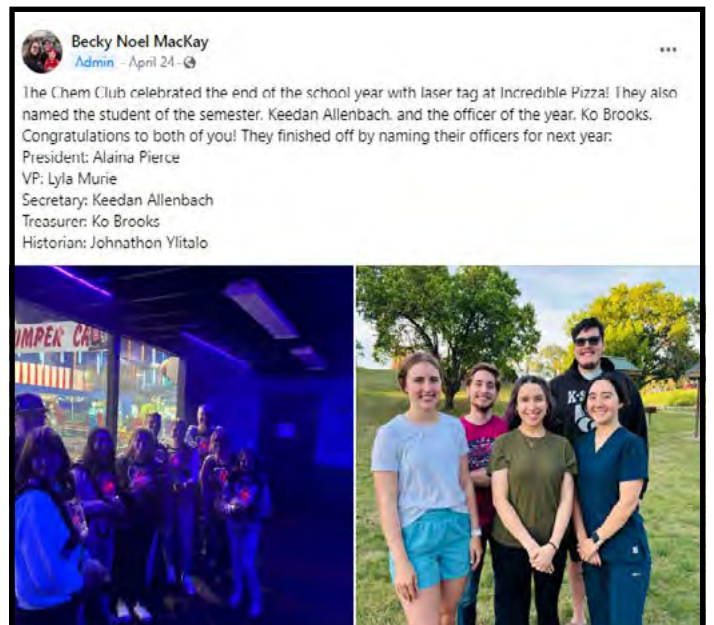 Becky Noel MacKay
Admin · April 24 ·
The Chem Club celebrated the end of the school year with laser tag at Incredible Pizza! They also
named the student of the semester, Keedan Allenbach, and the officer of the year, Ko Brooks.
Congratulations to both of you! They finished off by naming their officers for next year:
President: Alaina Pierce
VP: Lyla Murie
Secretary: Keedan Allenbach
Treasurer: Ko Brooks
Historian: Johnathon Ylitalo
UMPER CA
K-S